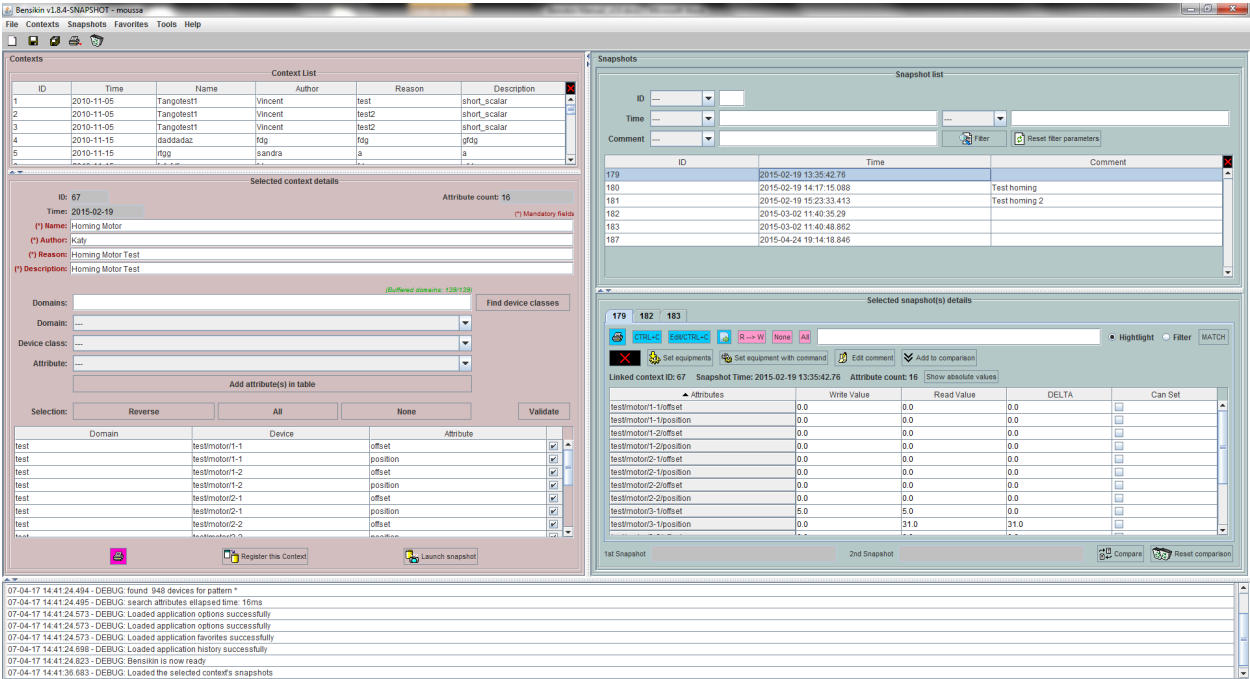 Bensikin v1.8.4-SNAPSHOT - moussa
File Contexts Snapshots Favorites Tools Help
Contexts
Context List
ID Time Name Author Reason Description
1 2010-11-05 Tangotest1 Vincent test short_scalar
2 2010-11-05 Tangotest1 Vincent test2 short_scalar
3 2010-11-05 Tangotest1 Vincent test2 short_scalar
4 2010-11-15 daddadaz fdg fdg gfdg
5 2010-11-15 rtgg sandra a a
Selected context details
ID: 67 Attribute count: 16
Time: 2015-02-19 (*) Mandatory fields
(*) Name: Homing Motor
(*) Author: Katy
(*) Reason: Homing Motor Test
(*) Description: Homing Motor Test
(Buffered domains: 139/139)
Domains: Find device classes
Domain: ---
Device class: ---
Attribute: ---
Add attribute(s) in table
Selection: Reverse All None Validate
Domain Device Attribute
test test/motor/1-1 offset
test test/motor/1-1 position
test test/motor/1-2 offset
test test/motor/1-2 position
test test/motor/2-1 offset
test test/motor/2-1 position
test test/motor/2-2 offset
Register this Context Launch snapshot
Snapshots
Snapshot list
ID ---
Time --- ---
Comment --- Filter Reset filter parameters
ID Time Comment
179 2015-02-19 13:35:42.76
180 2015-02-19 14:17:15.088 Test homing
181 2015-02-19 15:23:33.413 Test homing 2
182 2015-03-02 11:40:35.29
183 2015-03-02 11:40:48.862
187 2015-04-24 19:14:18.846
Selected snapshot(s) details
179 182 183
CTRL+C Edit/CTRL+C R --> W None All Hightlight Filter MATCH
Set equipments Set equipment with command Edit comment Add to comparison
Linked context ID: 67 Snapshot Time: 2015-02-19 13:35:42.76 Attribute count: 16 Show absolute values
Attributes Write Value Read Value DELTA Can Set
test/motor/1-1/offset 0.0 0.0 0.0
test/motor/1-1/position 0.0 0.0 0.0
test/motor/1-2/offset 0.0 0.0 0.0
test/motor/1-2/position 0.0 0.0 0.0
test/motor/2-1/offset 0.0 0.0 0.0
test/motor/2-1/position 0.0 0.0 0.0
test/motor/2-2/offset 0.0 0.0 0.0
test/motor/2-2/position 0.0 0.0 0.0
test/motor/3-1/offset 5.0 5.0 0.0
test/motor/3-1/position 0.0 31.0 31.0
1st Snapshot 2nd Snapshot Compare Reset comparison
07-04-17 14:41:24.494 - DEBUG: found 948 devices for pattern *
07-04-17 14:41:24.495 - DEBUG: search attributes ellapsed time: 16ms
07-04-17 14:41:24.573 - DEBUG: Loaded application options successfully
07-04-17 14:41:24.573 - DEBUG: Loaded application options successfully
07-04-17 14:41:24.573 - DEBUG: Loaded application favorites successfully
07-04-17 14:41:24.698 - DEBUG: Loaded application history successfully
07-04-17 14:41:24.823 - DEBUG: Bensikin is now ready
07-04-17 14:41:36.683 - DEBUG: Loaded the selected context's snapshots